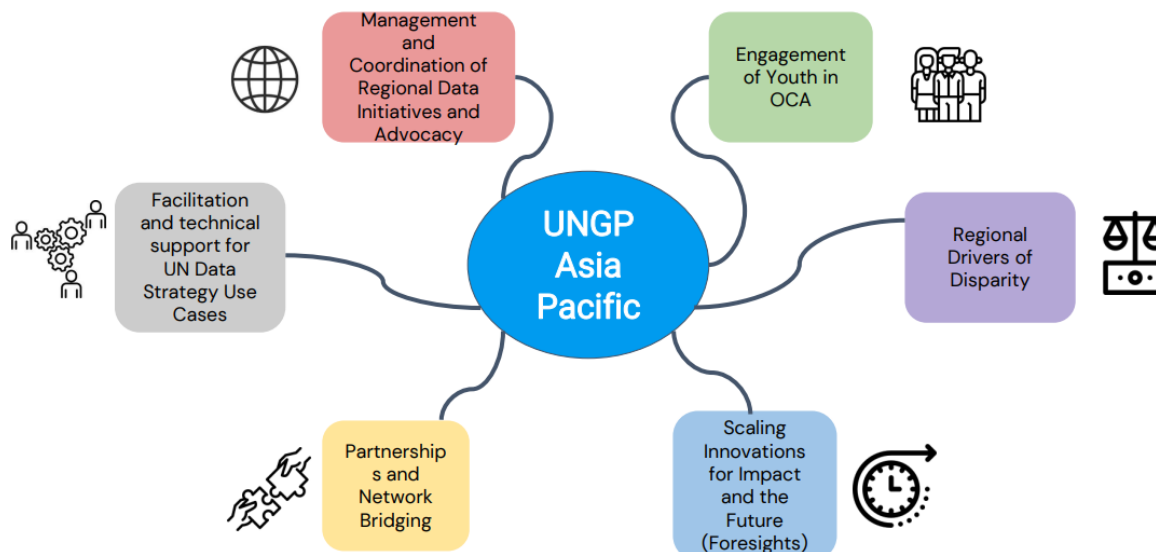 Management
and
Coordination of
Regional Data
Initiatives and
Advocacy
Engagement
of Youth in
OCA
Facilitation
and technical
support for
UN Data
Strategy Use
Cases
UNGP
Asia
Pacific
Regional
Drivers of
Disparity
Partnership
s and
Network
Bridging
Scaling
Innovations
for Impact
and the
Future
(Foresights)